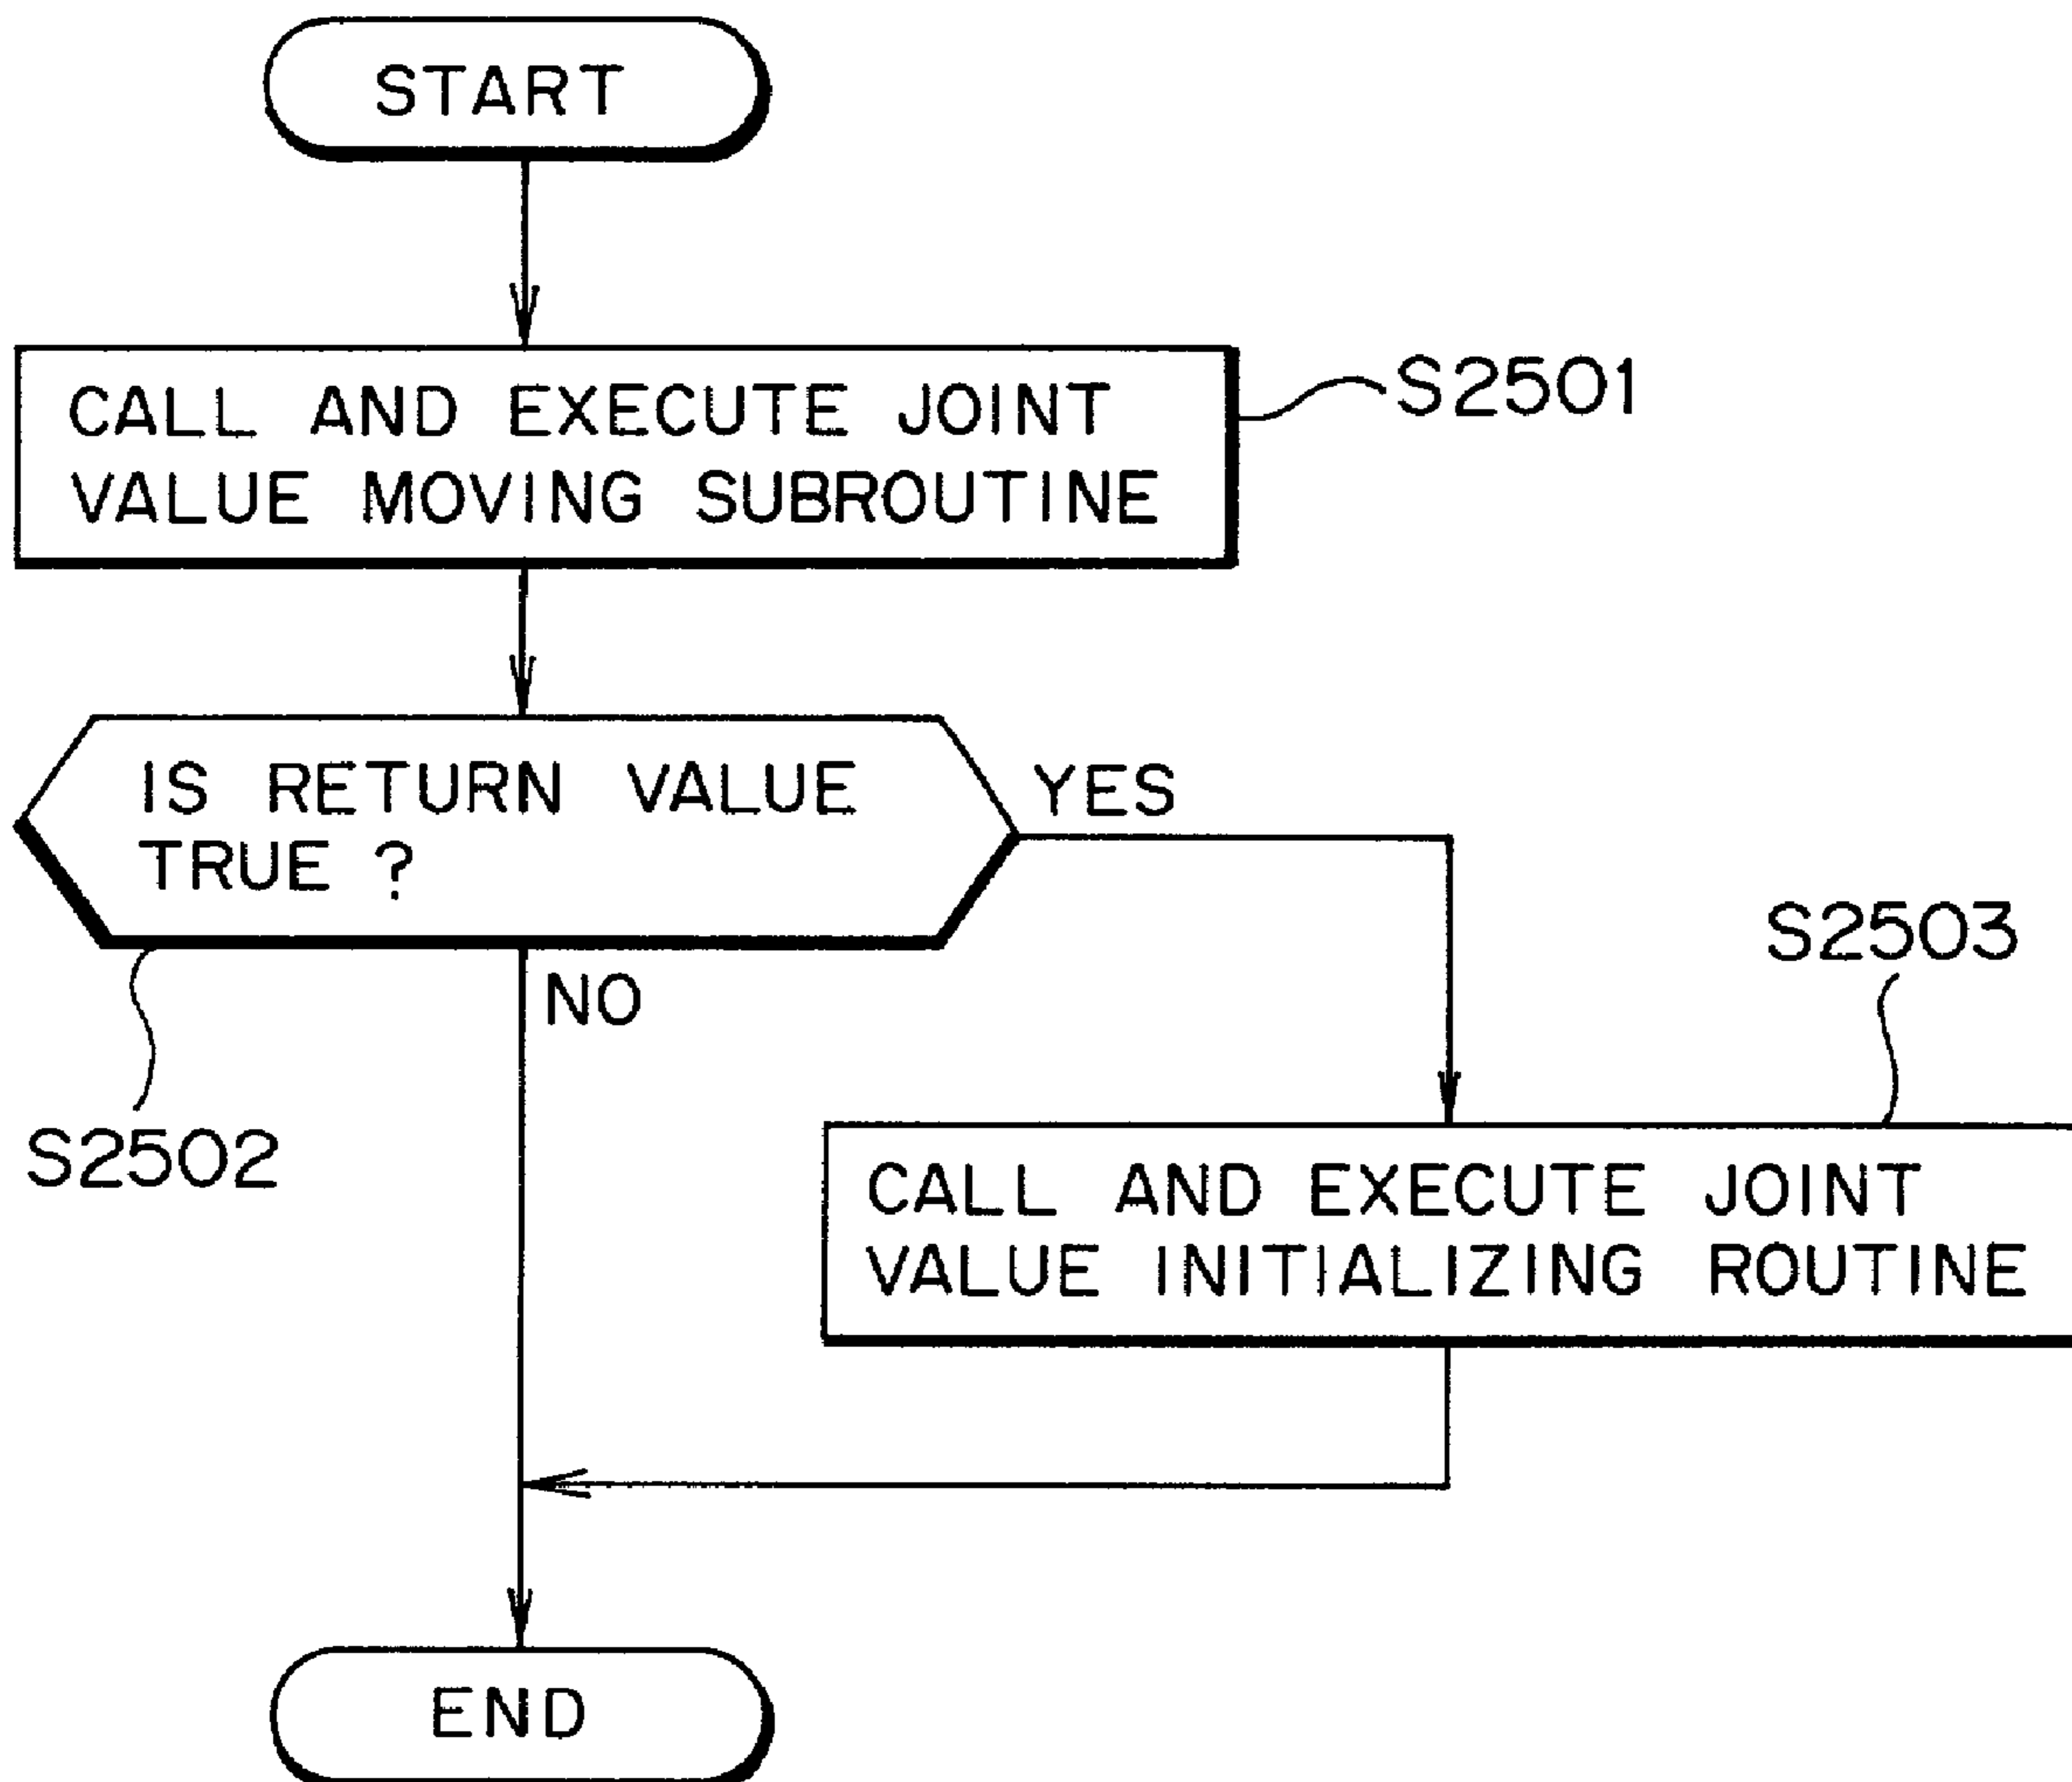 START
CALL AND EXECUTE JOINT
VALUE MOVING SUBROUTINE
S2501
IS RETURN VALUE
TRUE ?
YES
NO
S2502
S2503
CALL AND EXECUTE JOINT
VALUE INITIALIZING ROUTINE
END